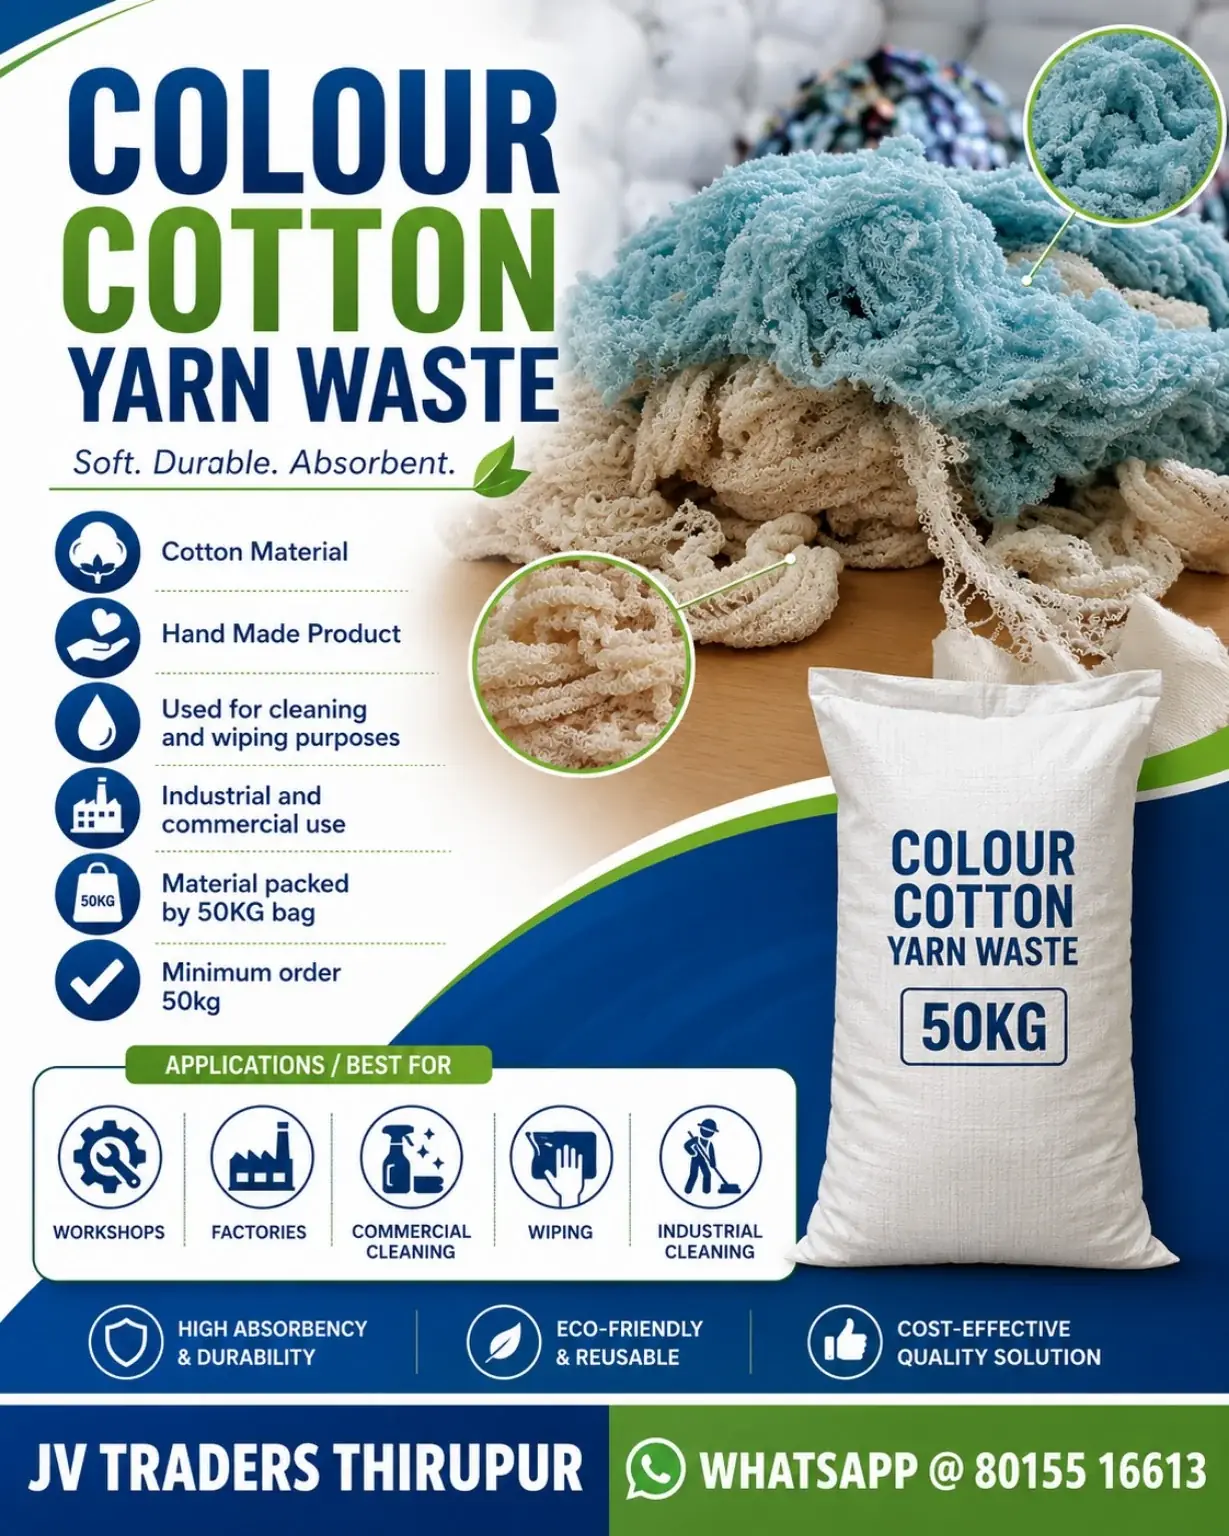 COLOUR
COTTON
YARN WASTE
Soft. Durable. Absorbent.
Cotton Material
Hand Made Product
Used for cleaning
and wiping purposes
Industrial and
commercial use
50KG
Material packed
by 50KG bag
Minimum order
50kg
COLOUR
COTTON
YARN WASTE
50KG
APPLICATIONS / BEST FOR
WORKSHOPS
FACTORIES
COMMERCIAL
CLEANING
WIPING
INDUSTRIAL
CLEANING
HIGH ABSORBENCY
& DURABILITY
ECO-FRIENDLY
& REUSABLE
COST-EFFECTIVE
QUALITY SOLUTION
JV TRADERS THIRUPUR
WHATSAPP @ 80155 16613